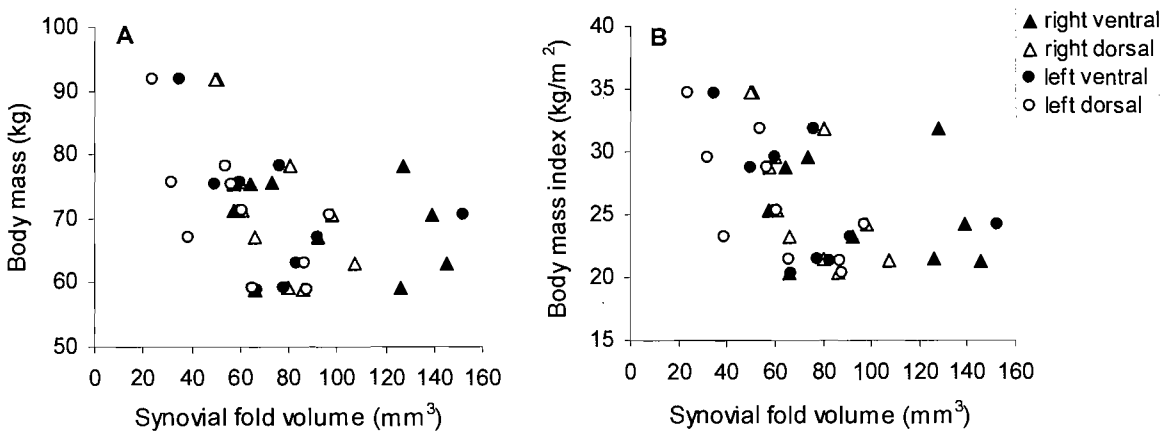 A
Body mass (kg)
100
90
80
70
60
50
0 20 40 60 80 100 120 140 160
Synovial fold volume (mm³)
B
Body mass index (kg/m²)
40
35
30
25
20
15
0 20 40 60 80 100 120 140 160
Synovial fold volume (mm³)
▲ right ventral
△ right dorsal
● left ventral
○ left dorsal